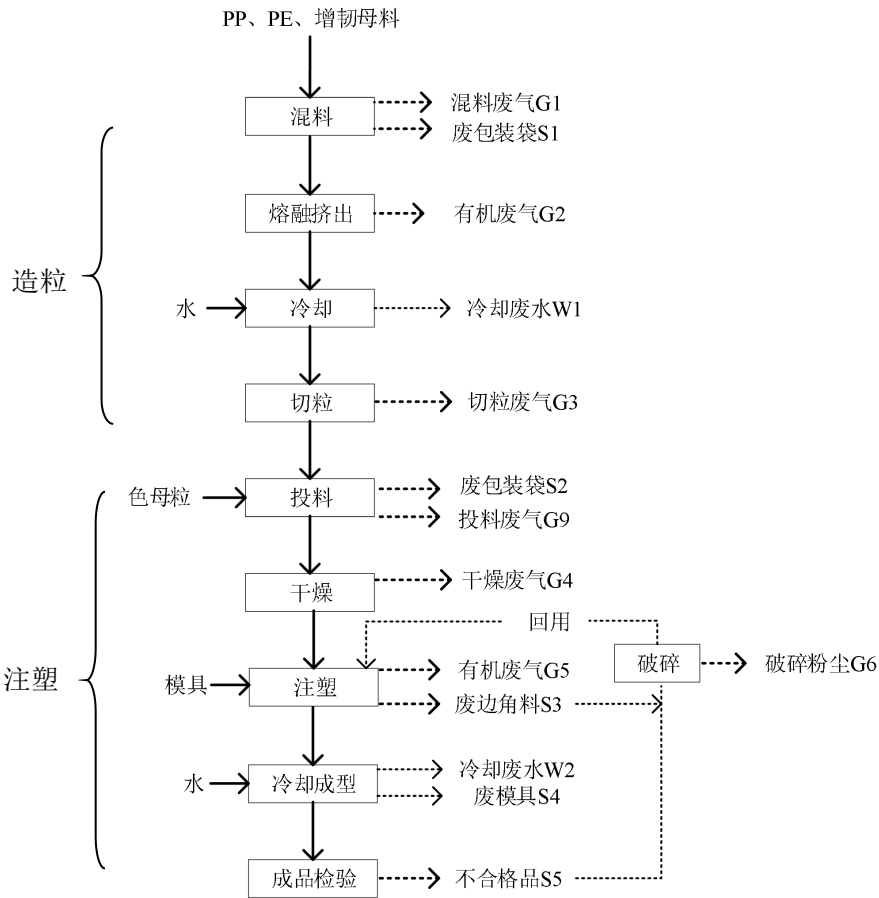 PP、PE、增韧母料
混料
混料废气G1
废包装袋S1
熔融挤出
有机废气G2
造粒
水
冷却
冷却废水W1
切粒
切粒废气G3
色母粒
投料
废包装袋S2
投料废气G9
干燥
干燥废气G4
回用
破碎
破碎粉尘G6
注塑
模具
注塑
有机废气G5
废边角料S3
水
冷却成型
冷却废水W2
废模具S4
成品检验
不合格品S5